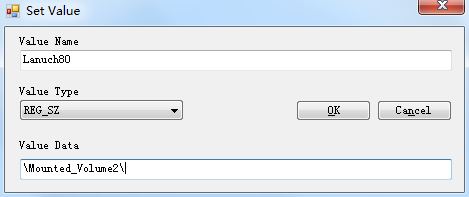 Set Value
Value Name
Lanuch80
Value Type
REG_SZ
OK
Cancel
Value Data
\Mounted_Volume2\